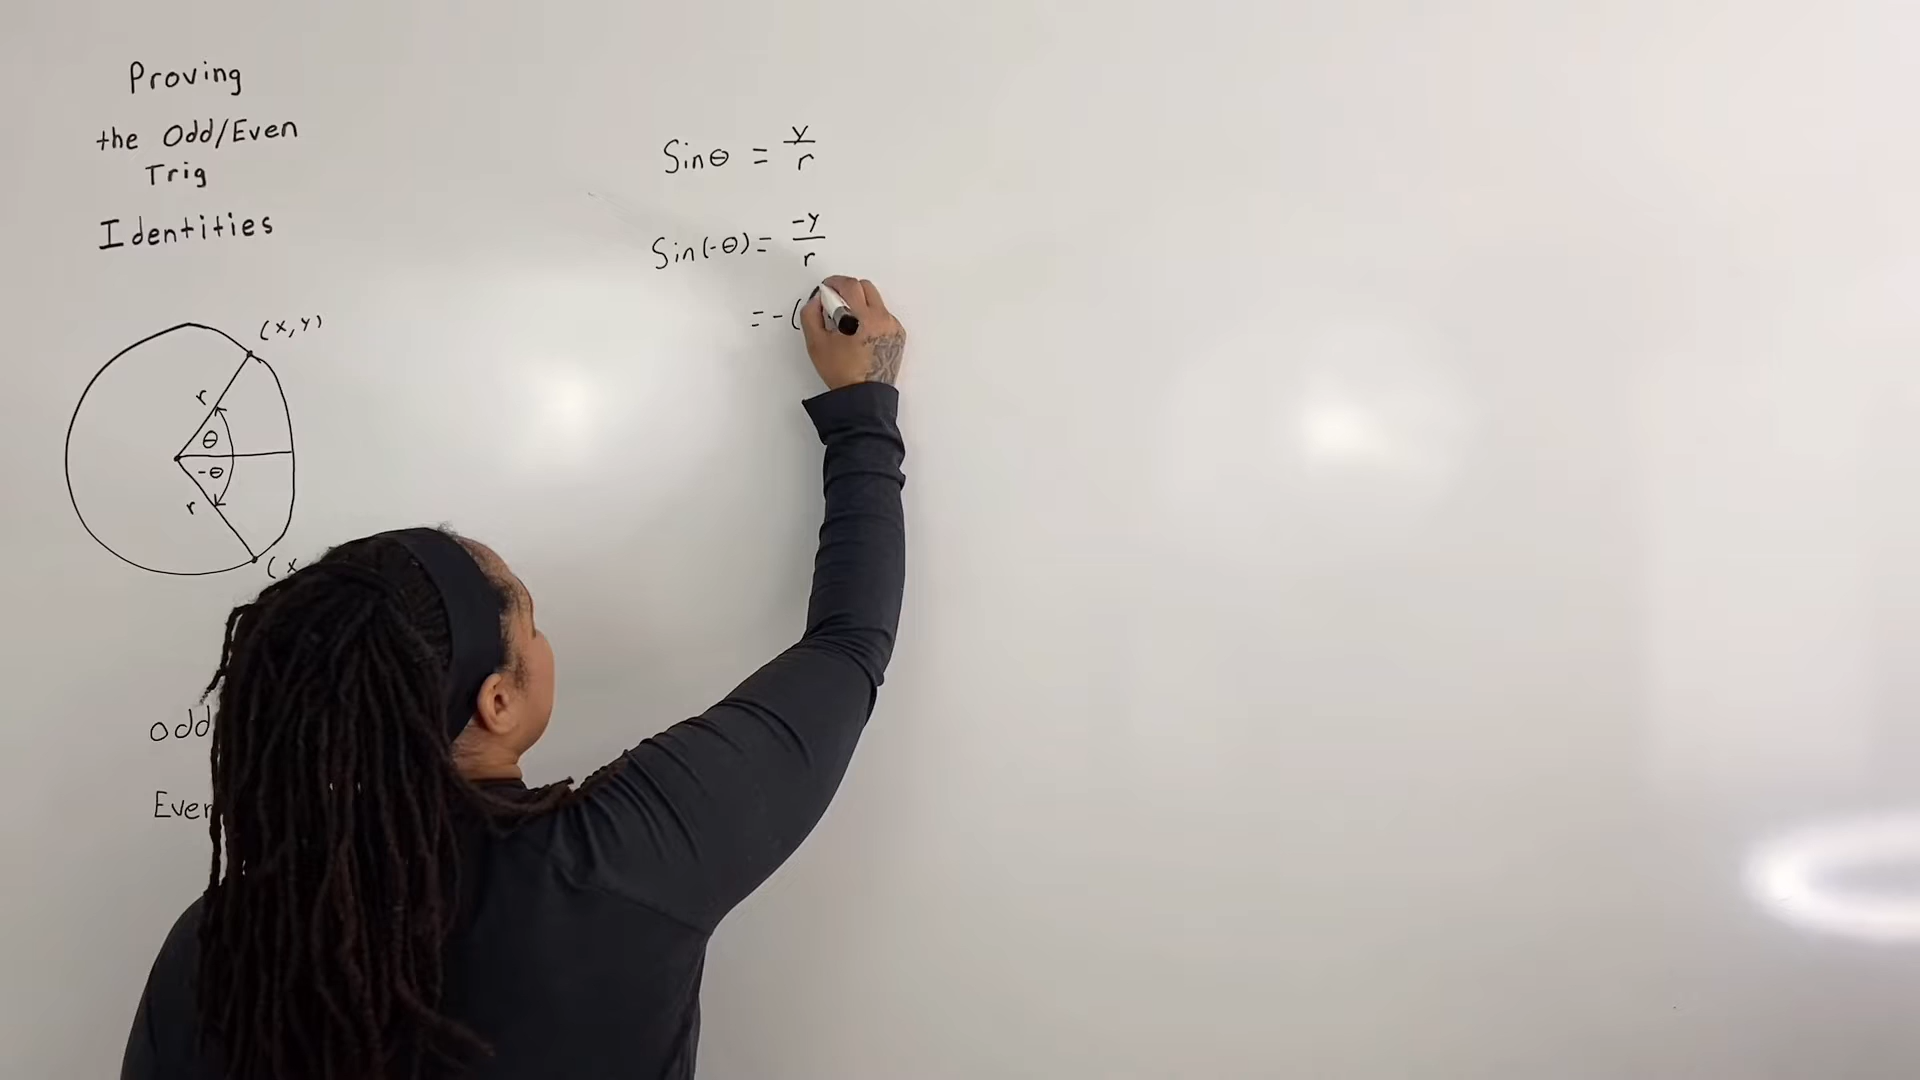 Proving
the Odd/Even
Trig
Identities
(x, y)
r
θ
-θ
r
(x
odd
Even
Sinθ = y/r
Sin(-θ) = -y/r
= -(